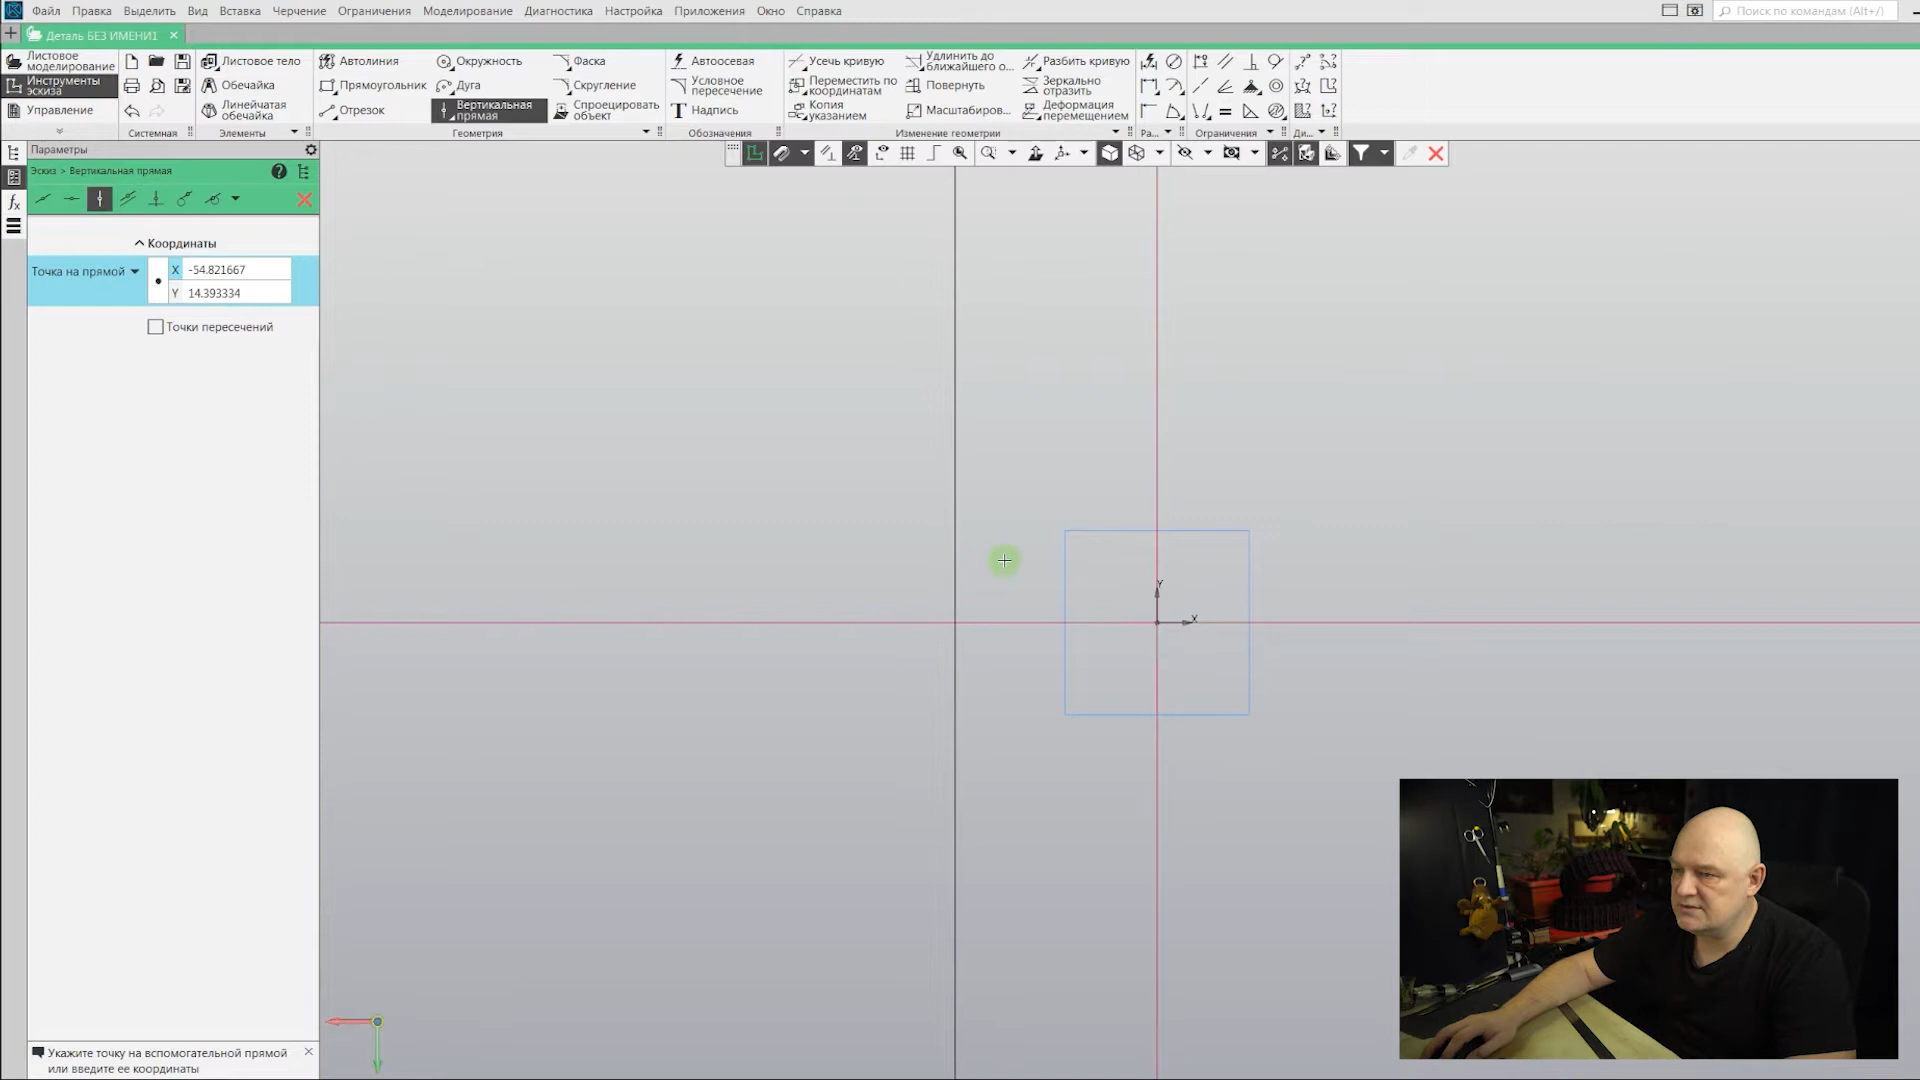 Файл Правка Выделить Вид Вставка Черчение Ограничения Моделирование Диагностика Настройка Приложения Окно Справка
Поиск по командам (Alt+/)
Деталь БЕЗ ИМЕНИ1
Листовое
моделирование
Инструменты
эскиза
Управление
Системная
Листовое тело
Обечайка
Линейчатая
обечайка
Элементы
Автолиния
Прямоугольник
Отрезок
Окружность
Дуга
Вертикальная
прямая
Фаска
Скругление
Спроецировать
объект
Геометрия
Автоосевая
Условное
пересечение
Надпись
Обозначения
Усечь кривую
Переместить по
координатам
Копия
указанием
Удлинить до
ближайшего о...
Повернуть
Масштабиров...
Разбить кривую
Зеркально
отразить
Деформация
перемещением
Изменение геометрии
Ра...
Ограничения
Ди...
Параметры
Эскиз > Вертикальная прямая
Координаты
Точка на прямой
X -54.821667
Y 14.393334
Точки пересечений
Y
X
Укажите точку на вспомогательной прямой
или введите ее координаты